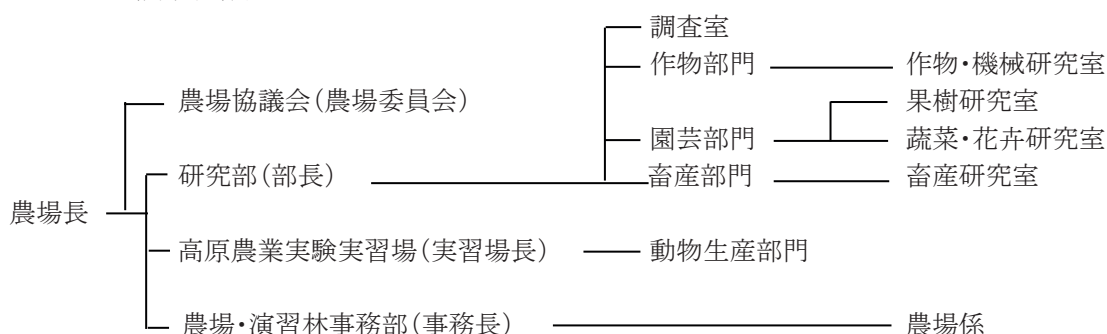 調査室
作物部門 作物・機械研究室
農場協議会(農場委員会) 果樹研究室
園芸部門 蔬菜・花卉研究室
研究部(部長) 畜産部門 畜産研究室
農場長
高原農業実験実習場(実習場長) 動物生産部門
農場・演習林事務部(事務長) 農場係